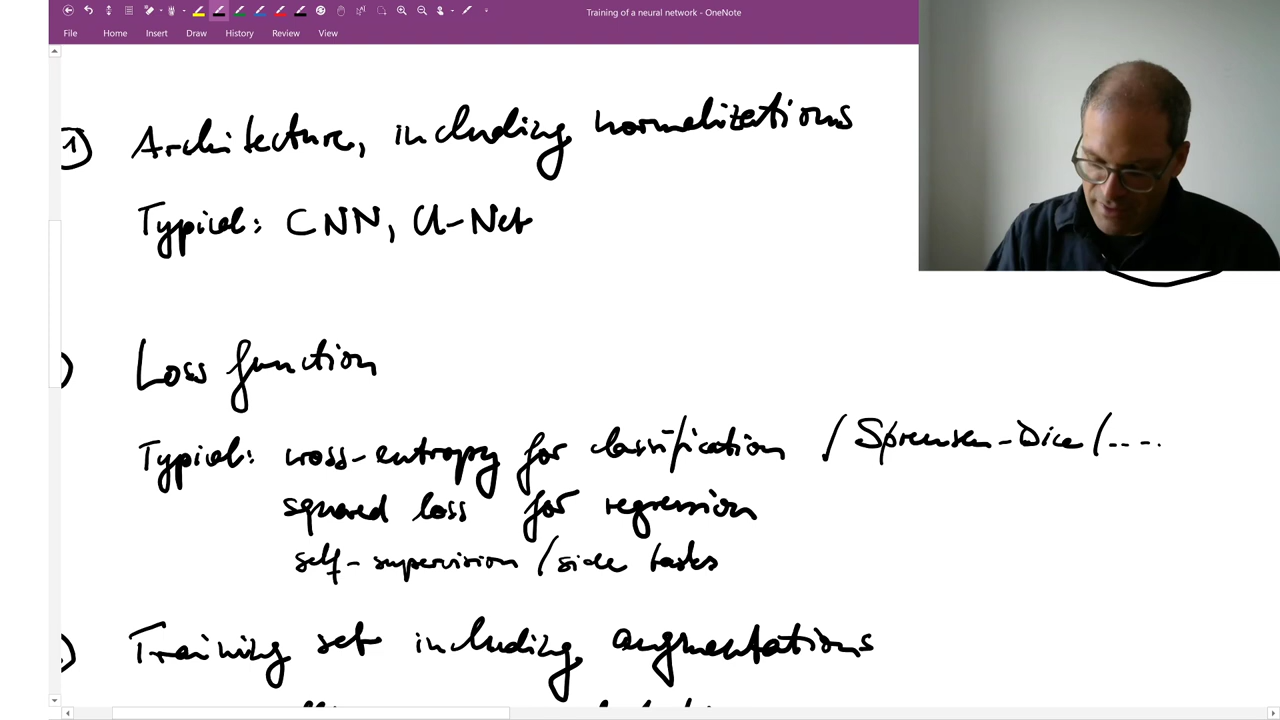 Training of a neural network - OneNote
File Home Insert Draw History Review View
1) Architecture, including normalizations
Typical: CNN, U-Net
) Loss function
Typical: cross-entropy for classification / Sørensen-Dice / ....
squared loss for regression
self-supervision / side tasks
) Training set including augmentations